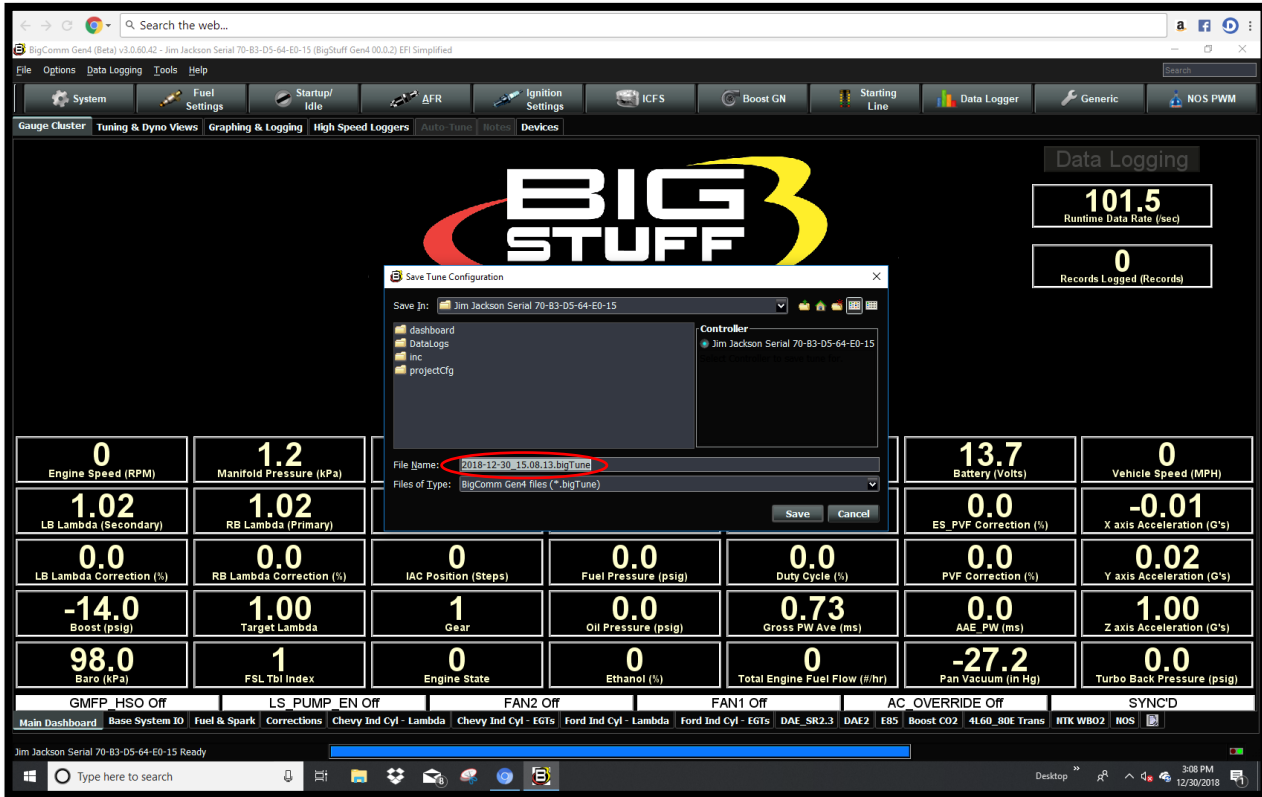 Search the web...
BigComm Gen4 (Beta) v3.0.60.42 - Jim Jackson Serial 70-B3-D5-64-E0-15 (BigStuff Gen4 00.0.2) EFI Simplified
File Options Data Logging Tools Help
Search
System
Fuel Settings
Startup/ Idle
AFR
Ignition Settings
ICFS
Boost GN
Starting Line
Data Logger
Generic
NOS PWM
Gauge Cluster Tuning & Dyno Views Graphing & Logging High Speed Loggers Auto-Tune Notes Devices
Data Logging
BIG
STUFF
3
101.5
Runtime Data Rate (/sec)
0
Records Logged (Records)
Save Tune Configuration
Save In: Jim Jackson Serial 70-B3-D5-64-E0-15
dashboard
DataLogs
inc
projectCfg
Controller
Jim Jackson Serial 70-B3-D5-64-E0-15
File Name: 2018-12-30_15.08.13.bigTune
Files of Type: BigComm Gen4 files (*.bigTune)
Save Cancel
0
Engine Speed (RPM)
1.2
Manifold Pressure (kPa)
13.7
Battery (Volts)
0
Vehicle Speed (MPH)
1.02
LB Lambda (Secondary)
1.02
RB Lambda (Primary)
0.0
ES_PVF Correction (%)
-0.01
X axis Acceleration (G's)
0.0
LB Lambda Correction (%)
0.0
RB Lambda Correction (%)
0
IAC Position (Steps)
0.0
Fuel Pressure (psig)
0.0
Duty Cycle (%)
0.0
PVF Correction (%)
0.02
Y axis Acceleration (G's)
-14.0
Boost (psig)
1.00
Target Lambda
1
Gear
0.0
Oil Pressure (psig)
0.73
Gross PW Ave (ms)
0.0
AAE_PW (ms)
1.00
Z axis Acceleration (G's)
98.0
Baro (kPa)
1
FSL Tbl Index
0
Engine State
0
Ethanol (%)
0
Total Engine Fuel Flow (#/hr)
-27.2
Pan Vacuum (in Hg)
0.0
Turbo Back Pressure (psig)
GMFP_HSO Off LS_PUMP_EN Off FAN2 Off FAN1 Off AC_OVERRIDE Off SYNC'D
Main Dashboard Base System IO Fuel & Spark Corrections Chevy Ind Cyl - Lambda Chevy Ind Cyl - EGTs Ford Ind Cyl - Lambda Ford Ind Cyl - EGTs DAE_SR2.3 DAE2 E85 Boost CO2 4L60_80E Trans NTK WBO2 NOS
Jim Jackson Serial 70-B3-D5-64-E0-15 Ready
Type here to search
Desktop
3:08 PM
12/30/2018